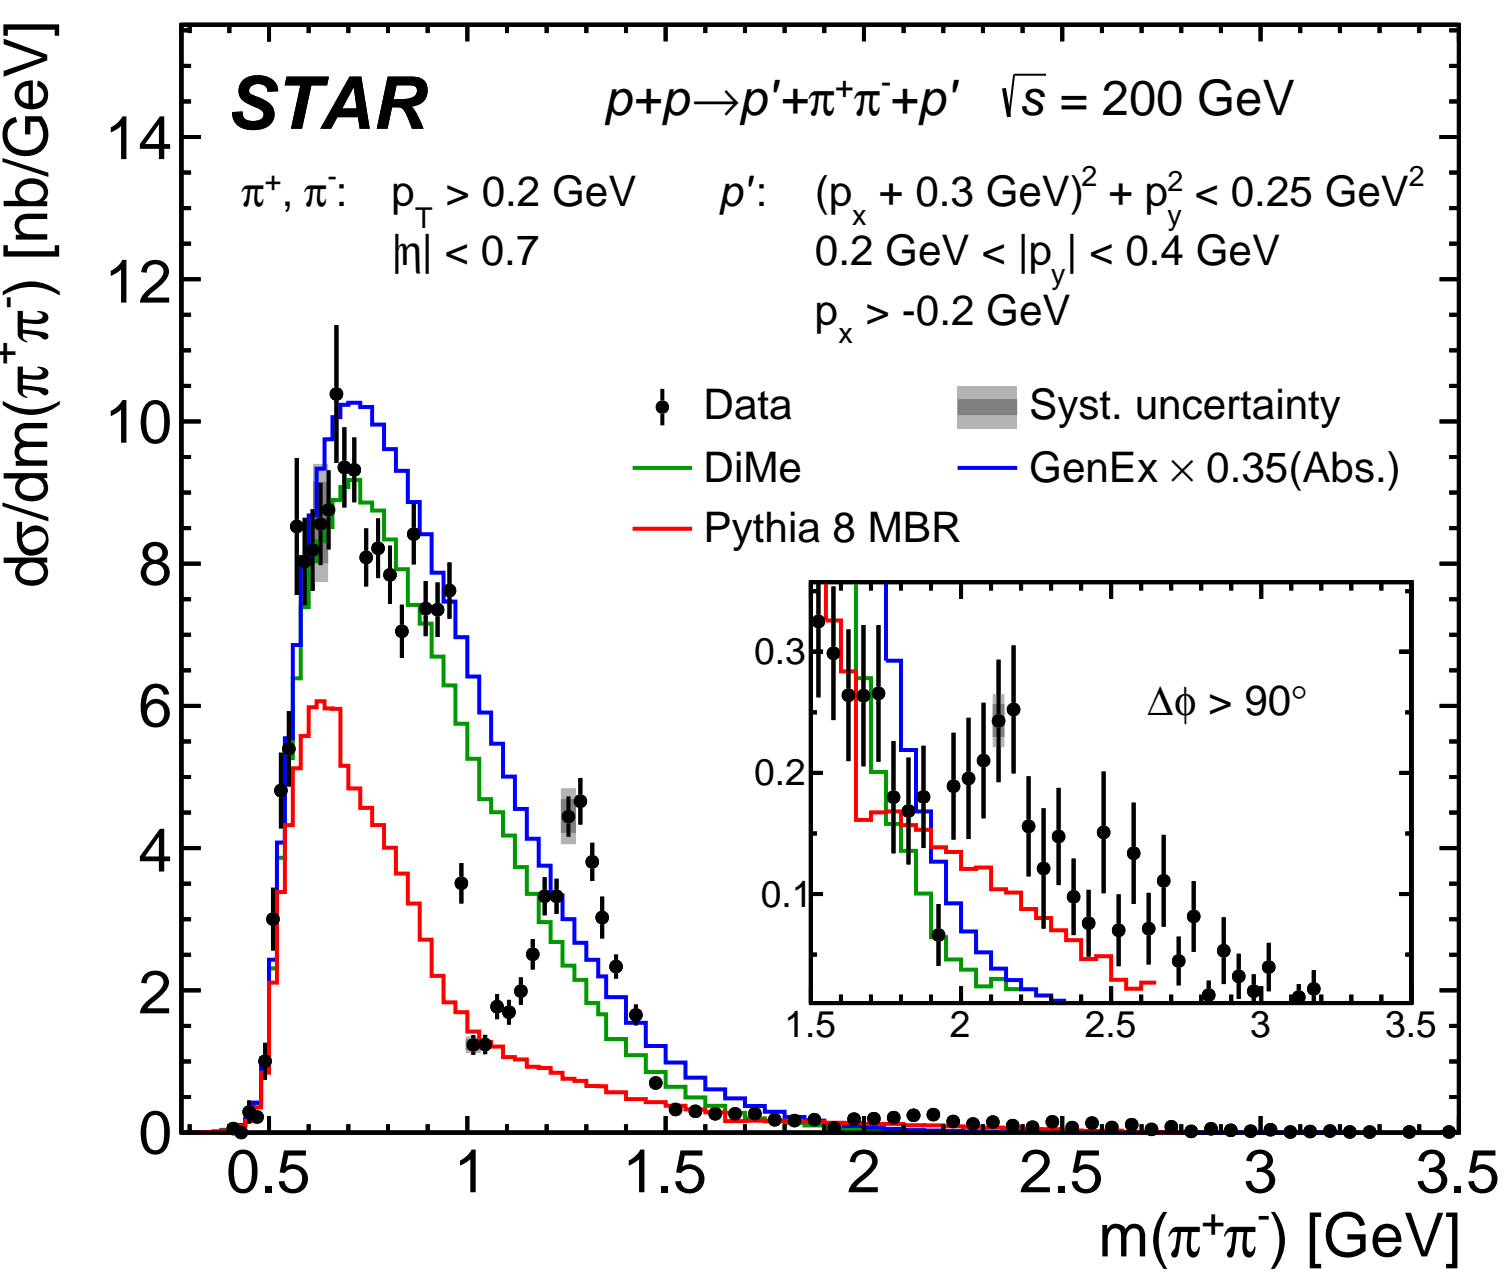 dσ/dm(π⁺π⁻) [nb/GeV]
STAR p+p→p′+π⁺π⁻+p′ √s = 200 GeV
π⁺, π⁻: p_T > 0.2 GeV p′: (p_x + 0.3 GeV)² + p_y² < 0.25 GeV²
|η| < 0.7 0.2 GeV < |p_y| < 0.4 GeV
p_x > -0.2 GeV
Data Syst. uncertainty
DiMe GenEx × 0.35(Abs.)
Pythia 8 MBR
Δϕ > 90°
0.3
0.2
0.1
1.5 2 2.5 3 3.5
14
12
10
8
6
4
2
0
0.5 1 1.5 2 2.5 3 3.5
m(π⁺π⁻) [GeV]